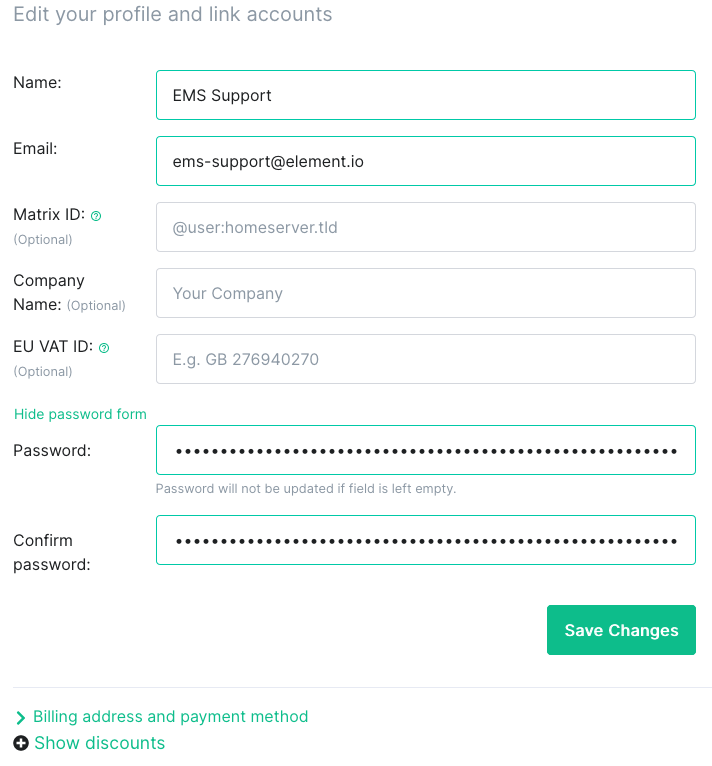 Edit your profile and link accounts
Name:
EMS Support
Email:
ems-support@element.io
Matrix ID:
(Optional)
@user:homeserver.tld
Company
Name: (Optional)
Your Company
EU VAT ID:
(Optional)
E.g. GB 276940270
Hide password form
Password:
Password will not be updated if field is left empty.
Confirm
password:
Save Changes
Billing address and payment method
Show discounts